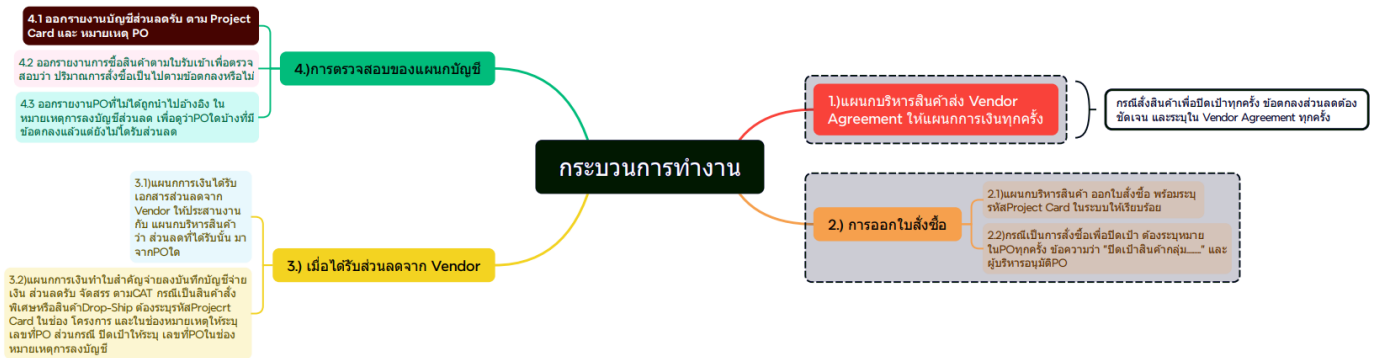 กระบวนการทำงาน
1.)แผนกบริหารสินค้าส่ง Vendor
Agreement ให้แผนกการเงินทุกครั้ง
กรณีสั่งสินค้าเพื่อปิดเป้าทุกครั้ง ข้อตกลงส่วนลดต้อง
ชัดเจน และระบุใน Vendor Agreement ทุกครั้ง
2.) การออกใบสั่งซื้อ
2.1)แผนกบริหารสินค้า ออกใบสั่งซื้อ พร้อมระบุ
รหัสProject Card ในระบบให้เรียบร้อย
2.2)กรณีเป็นการสั่งซื้อเพื่อปิดเป้า ต้องระบุหมาย
ในPOทุกครั้ง ข้อความว่า "ปิดเป้าสินค้ากลุ่ม....." และ
ผู้บริหารอนุมัติPO
3.) เมื่อได้รับส่วนลดจาก Vendor
3.1)แผนกการเงินได้รับ
เอกสารส่วนลดจาก
Vendor ให้ประสานงาน
กับ แผนกบริหารสินค้า
ว่า ส่วนลดที่ได้รับนั้น มา
จากPOใด
3.2)แผนกการเงินทำใบสำคัญจ่ายลงบันทึกบัญชีจ่าย
เงิน ส่วนลดรับ จัดสรร ตามCAT กรณีเป็นสินค้าสั่ง
พิเศษหรือสินค้าDrop-Ship ต้องระบุรหัสProjecrt
Card ในช่อง โครงการ และในช่องหมายเหตุให้ระบุ
เลขที่PO ส่วนกรณี ปิดเป้าให้ระบุ เลขที่POในช่อง
หมายเหตุการลงบัญชี
4.)การตรวจสอบของแผนกบัญชี
4.1 ออกรายงานบัญชีส่วนลดรับ ตาม Project
Card และ หมายเหตุ PO
4.2 ออกรายงานการซื้อสินค้าตามใบรับเข้าเพื่อตรวจ
สอบว่า ปริมาณการสั่งซื้อเป็นไปตามข้อตกลงหรือไม่
4.3 ออกรายงานPOที่ไม่ได้ถูกนำไปอ้างอิง ใน
หมายเหตุการลงบัญชีส่วนลด เพื่อดูว่าPOใดบ้างที่มี
ข้อตกลงแล้วแต่ยังไม่ได้รับส่วนลด